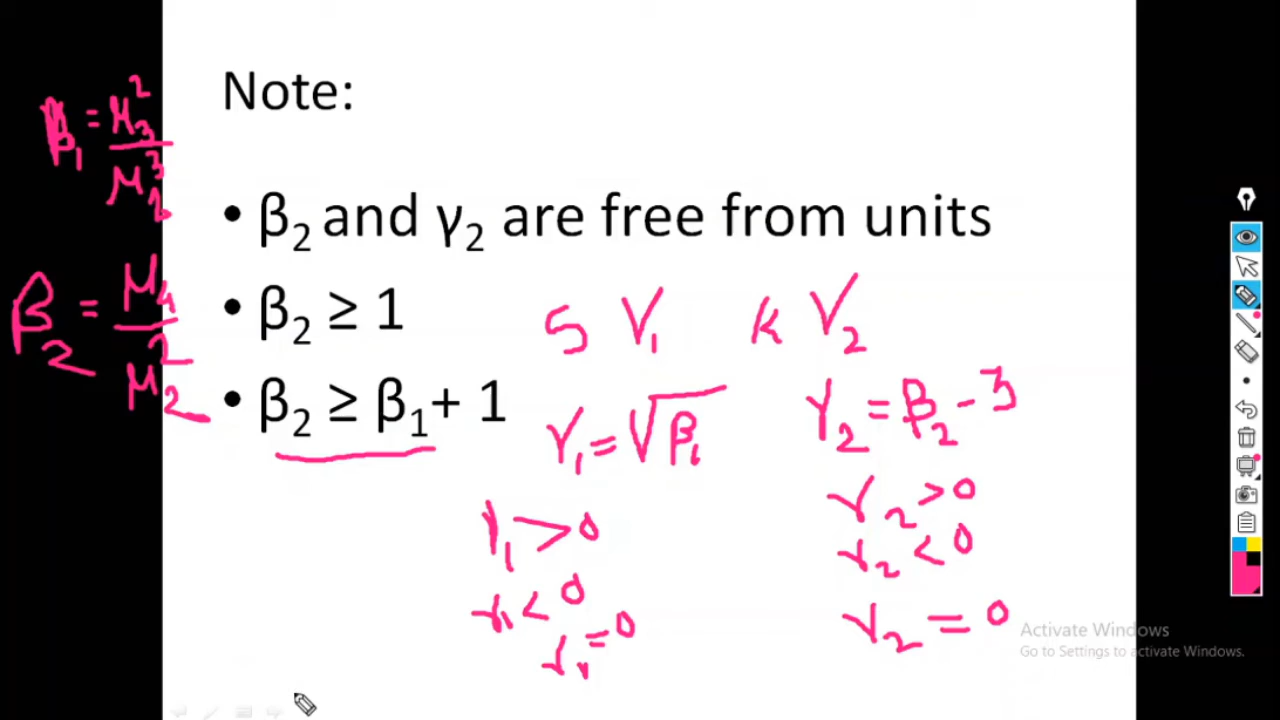 Note:
β₁ = μ₃² / μ₂³
• β₂ and γ₂ are free from units
β₂ = μ₄ / μ₂²
• β₂ ≥ 1
S γ₁ k γ₂
• β₂ ≥ β₁ + 1
γ₁ = √β₁
γ₂ = β₂ - 3
γ₁ > 0
γ₂ > 0
γ₂ < 0
γ₁ < 0
γ₁ = 0
γ₂ = 0
Activate Windows
Go to Settings to activate Windows.